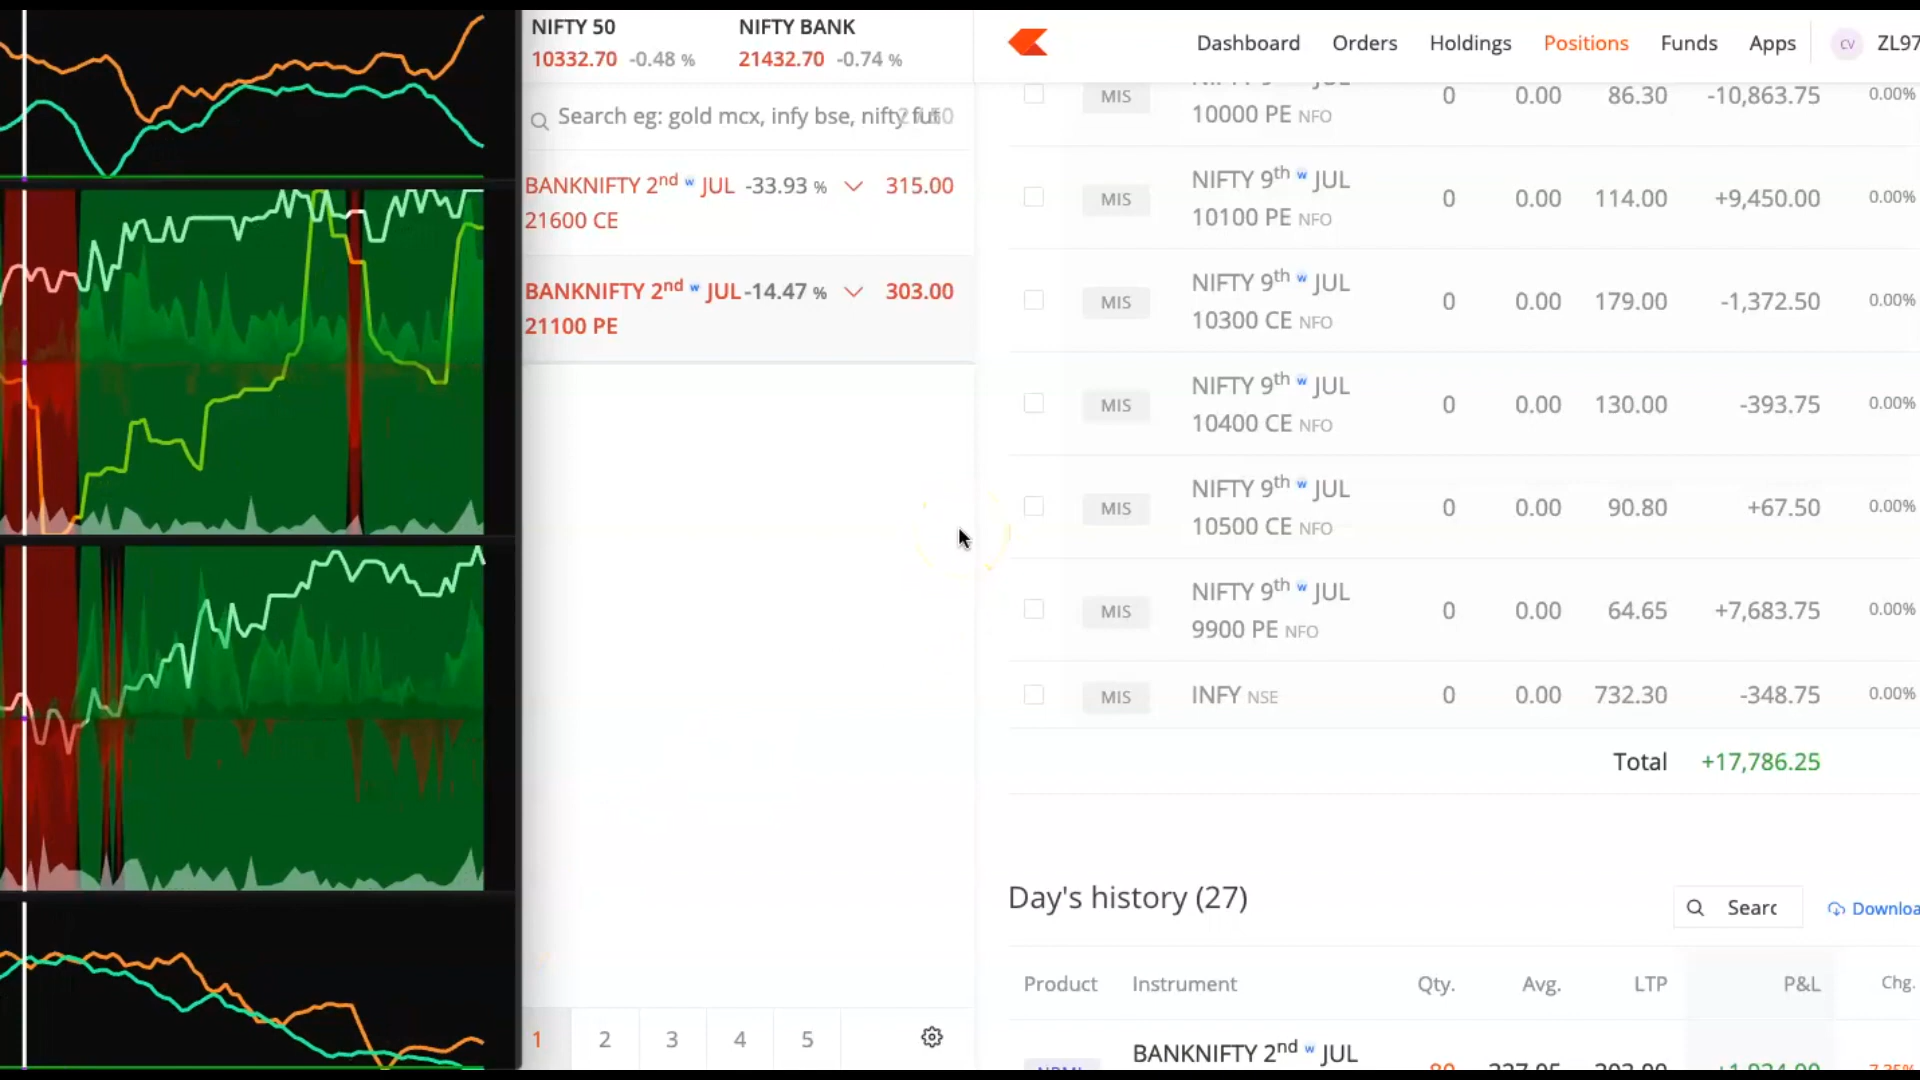 NIFTY 50
10332.70 -0.48 %
NIFTY BANK
21432.70 -0.74 %
Search eg: gold mcx, infy bse, nifty fut
BANKNIFTY 2nd w JUL -33.93 % 315.00
21600 CE
BANKNIFTY 2nd w JUL -14.47 % 303.00
21100 PE
1 2 3 4 5
Dashboard Orders Holdings Positions Funds Apps CV ZL97
MIS 10000 PE NFO 0 0.00 86.30 -10,863.75 0.00%
MIS NIFTY 9th w JUL 0 0.00 114.00 +9,450.00 0.00%
10100 PE NFO
MIS NIFTY 9th w JUL 0 0.00 179.00 -1,372.50 0.00%
10300 CE NFO
MIS NIFTY 9th w JUL 0 0.00 130.00 -393.75 0.00%
10400 CE NFO
MIS NIFTY 9th w JUL 0 0.00 90.80 +67.50 0.00%
10500 CE NFO
MIS NIFTY 9th w JUL 0 0.00 64.65 +7,683.75 0.00%
9900 PE NFO
MIS INFY NSE 0 0.00 732.30 -348.75 0.00%
Total +17,786.25
Day's history (27)
Searc
Downloa
Product Instrument Qty. Avg. LTP P&L Chg.
BANKNIFTY 2nd w JUL